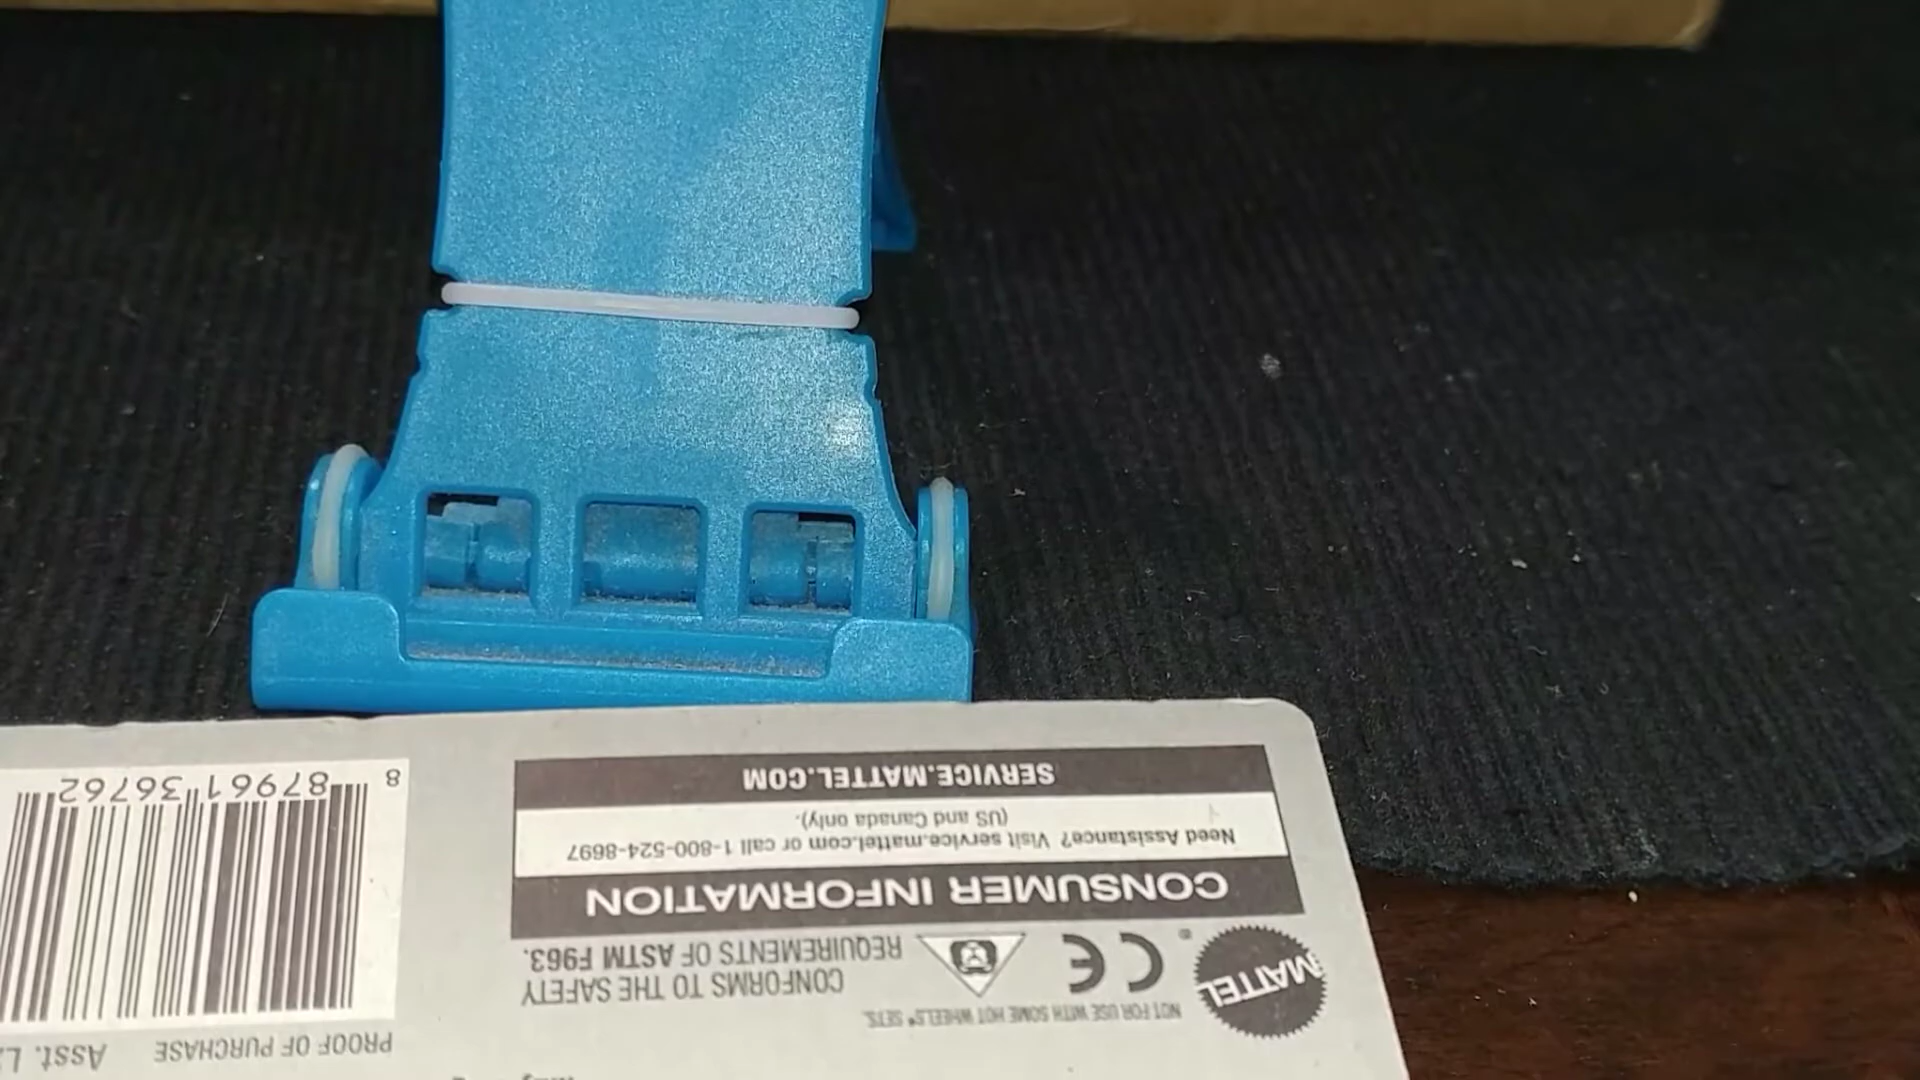 PROOF OF PURCHASE
Asst.
8 87961 36762
MATTEL
®
CE
NOT FOR USE WITH SOME HOT WHEELS® SETS.
CONFORMS TO THE SAFETY
REQUIREMENTS OF ASTM F963.
CONSUMER INFORMATION
Need Assistance? Visit service.mattel.com or call 1-800-524-8697
(US and Canada only).
SERVICE.MATTEL.COM